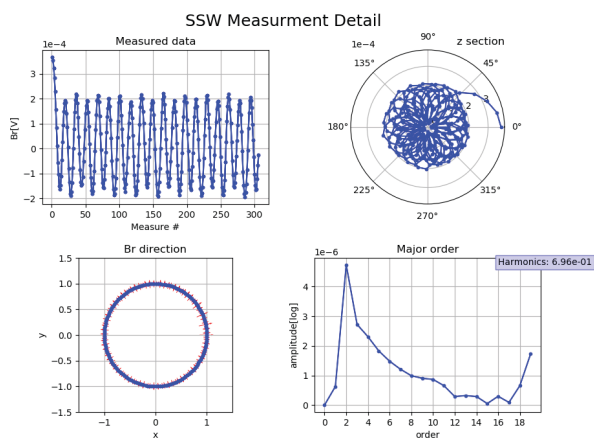 SSW Measurment Detail
Measured data
1e−4
3
2
1
0
−1
−2
Br[V]
0 50 100 150 200 250 300
Measure #
z section
1e−4
90°
135° 45°
180° 0°
225° 315°
270°
2
3
Br direction
1.5
1.0
0.5
0.0
−0.5
−1.0
−1.5
y
−1 0 1
x
Major order
1e−6
Harmonics: 6.96e-01
4
3
2
1
0
amplitude[log]
0 2 4 6 8 10 12 14 16 18
order